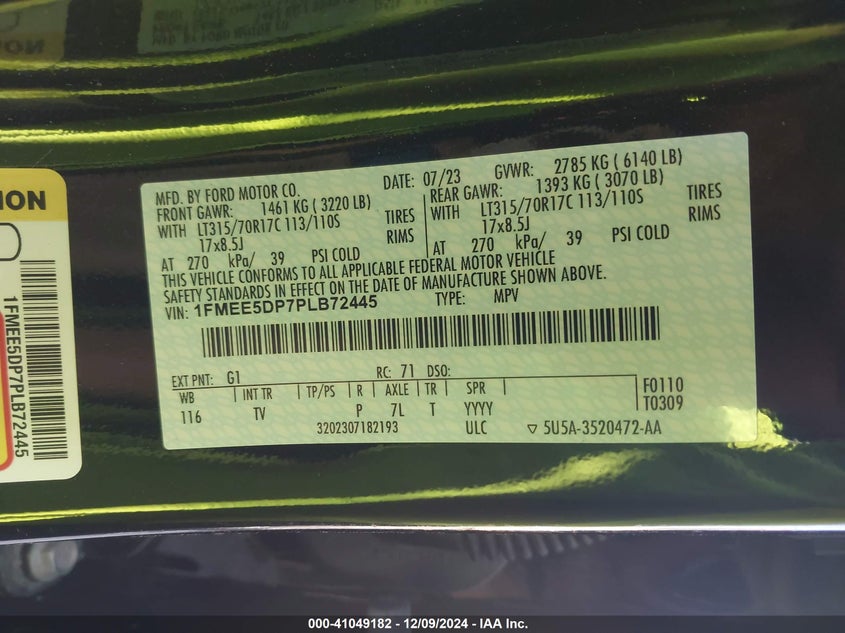 MFD. BY FORD MOTOR CO.
DATE: 07/23
GVWR: 2785 KG ( 6140 LB)
FRONT GAWR: 1461 KG ( 3220 LB)
WITH LT315/70R17C 113/110S TIRES
17x8.5J RIMS
AT 270 kPa/ 39 PSI COLD
REAR GAWR: 1393 KG ( 3070 LB)
WITH LT315/70R17C 113/110S TIRES
17x8.5J RIMS
AT 270 kPa/ 39 PSI COLD
THIS VEHICLE CONFORMS TO ALL APPLICABLE FEDERAL MOTOR VEHICLE
SAFETY STANDARDS IN EFFECT ON THE DATE OF MANUFACTURE SHOWN ABOVE.
VIN: 1FMEE5DP7PLB72445 TYPE: MPV
EXT PNT: G1 RC: 71 DSO:
WB INT TR TP/PS R AXLE TR SPR
116 TV P 7L T YYYY
F0110
T0309
3202307182193 ULC ▽ 5U5A-3520472-AA
1FMEE5DP7PLB72445
000-41049182 - 12/09/2024 - IAA Inc.